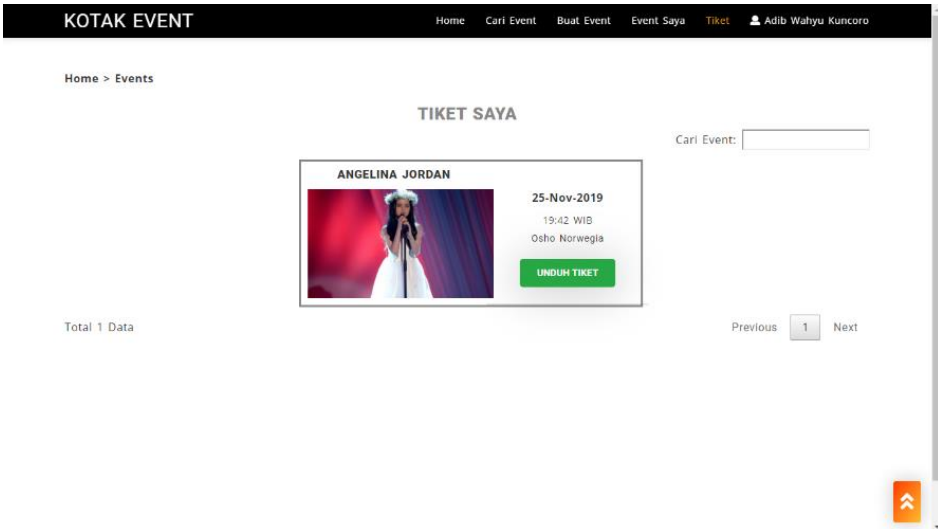 KOTAK EVENT
Home Cari Event Buat Event Event Saya Tiket Adib Wahyu Kuncoro
Home > Events
TIKET SAYA
Cari Event:
ANGELINA JORDAN
25-Nov-2019
19:42 WIB
Osho Norwegia
UNDUH TIKET
Total 1 Data
Previous 1 Next